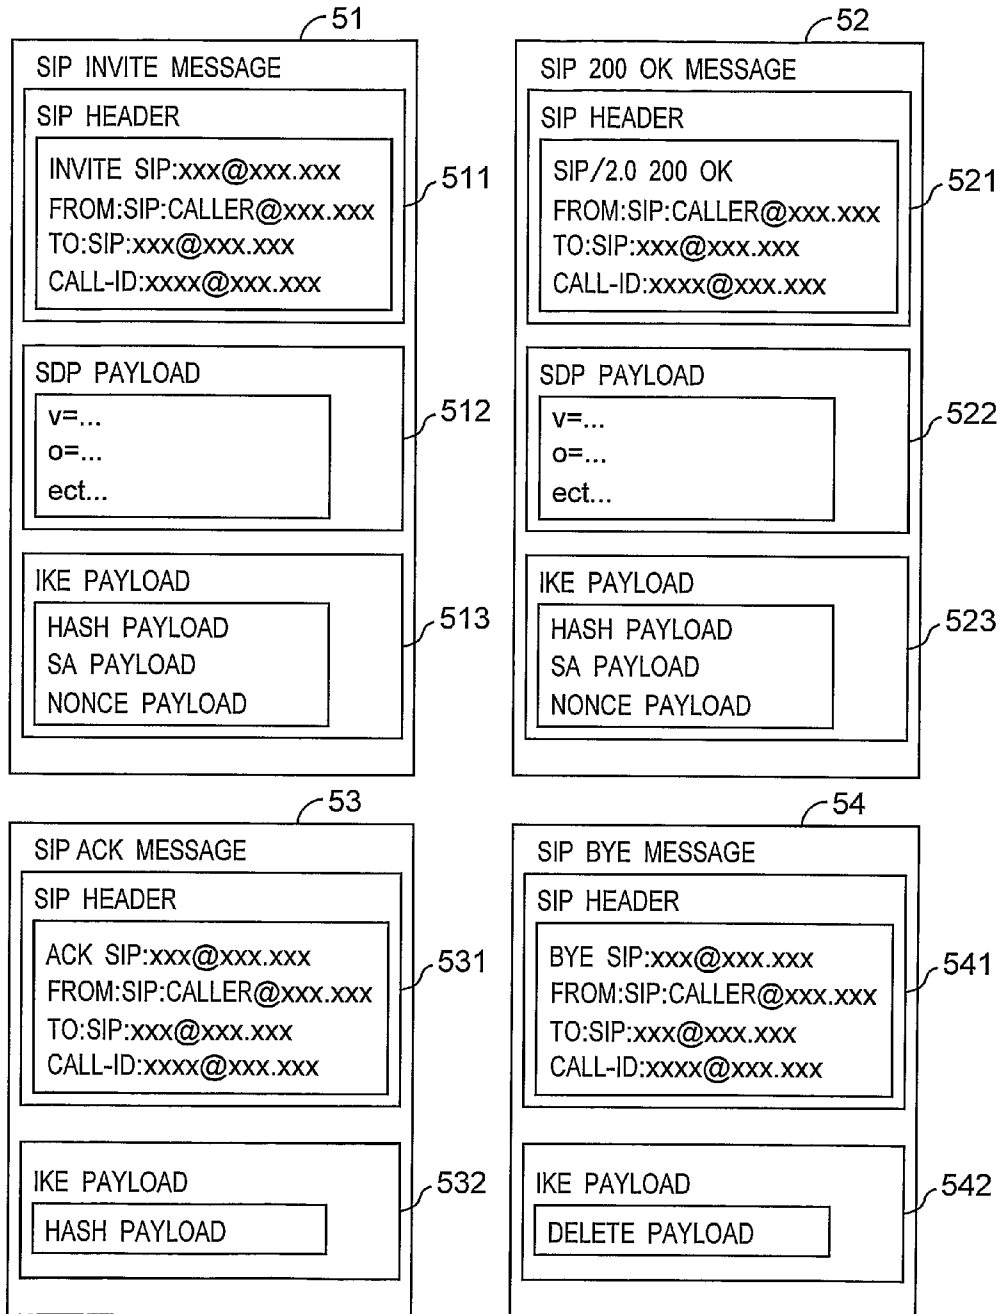 51
SIP INVITE MESSAGE
SIP HEADER
INVITE SIP:xxx@xxx.xxx
FROM:SIP:CALLER@xxx.xxx
TO:SIP:xxx@xxx.xxx
CALL-ID:xxxx@xxx.xxx
511
SDP PAYLOAD
v=...
o=...
ect...
512
IKE PAYLOAD
HASH PAYLOAD
SA PAYLOAD
NONCE PAYLOAD
513
52
SIP 200 OK MESSAGE
SIP HEADER
SIP/2.0 200 OK
FROM:SIP:CALLER@xxx.xxx
TO:SIP:xxx@xxx.xxx
CALL-ID:xxxx@xxx.xxx
521
SDP PAYLOAD
v=...
o=...
ect...
522
IKE PAYLOAD
HASH PAYLOAD
SA PAYLOAD
NONCE PAYLOAD
523
53
SIP ACK MESSAGE
SIP HEADER
ACK SIP:xxx@xxx.xxx
FROM:SIP:CALLER@xxx.xxx
TO:SIP:xxx@xxx.xxx
CALL-ID:xxxx@xxx.xxx
531
IKE PAYLOAD
HASH PAYLOAD
532
54
SIP BYE MESSAGE
SIP HEADER
BYE SIP:xxx@xxx.xxx
FROM:SIP:CALLER@xxx.xxx
TO:SIP:xxx@xxx.xxx
CALL-ID:xxxx@xxx.xxx
541
IKE PAYLOAD
DELETE PAYLOAD
542